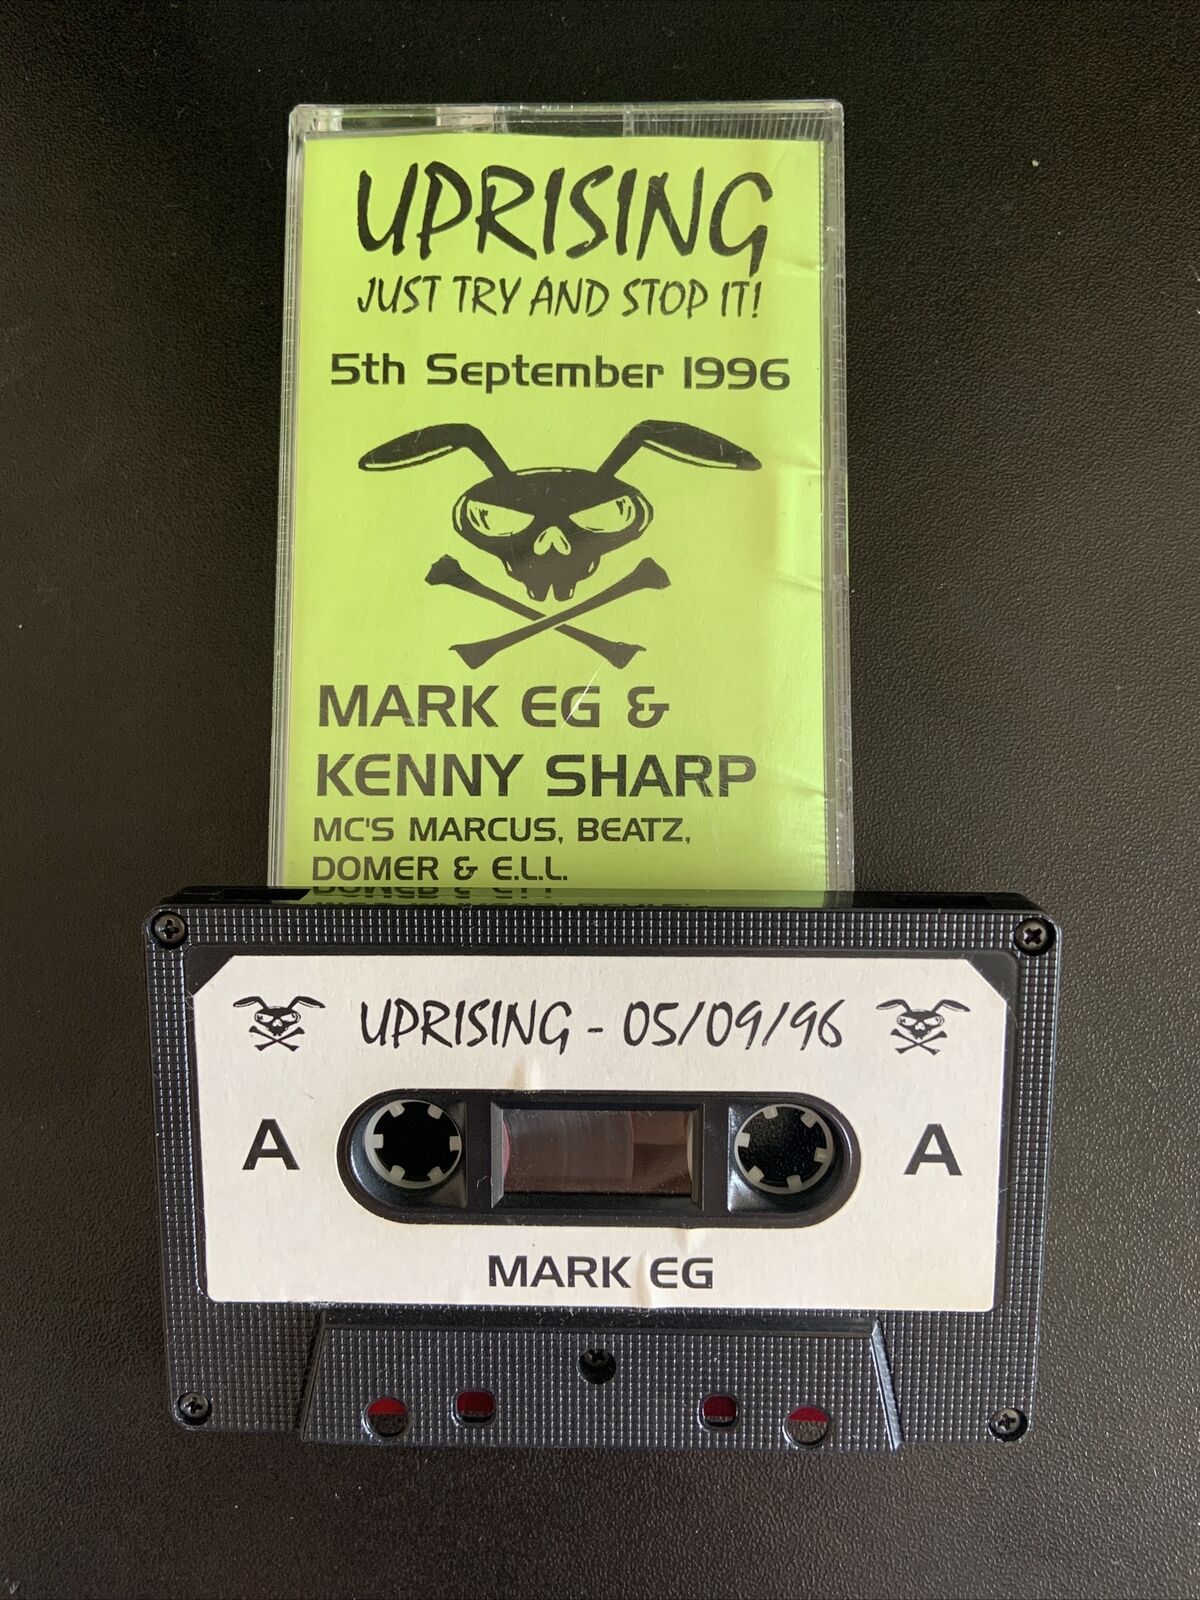 UPRISING
JUST TRY AND STOP IT!
5th September 1996
MARK EG &
KENNY SHARP
MC'S MARCUS, BEATZ,
DOMER & E.L.L.
UPRISING - 05/09/96
A A
MARK EG